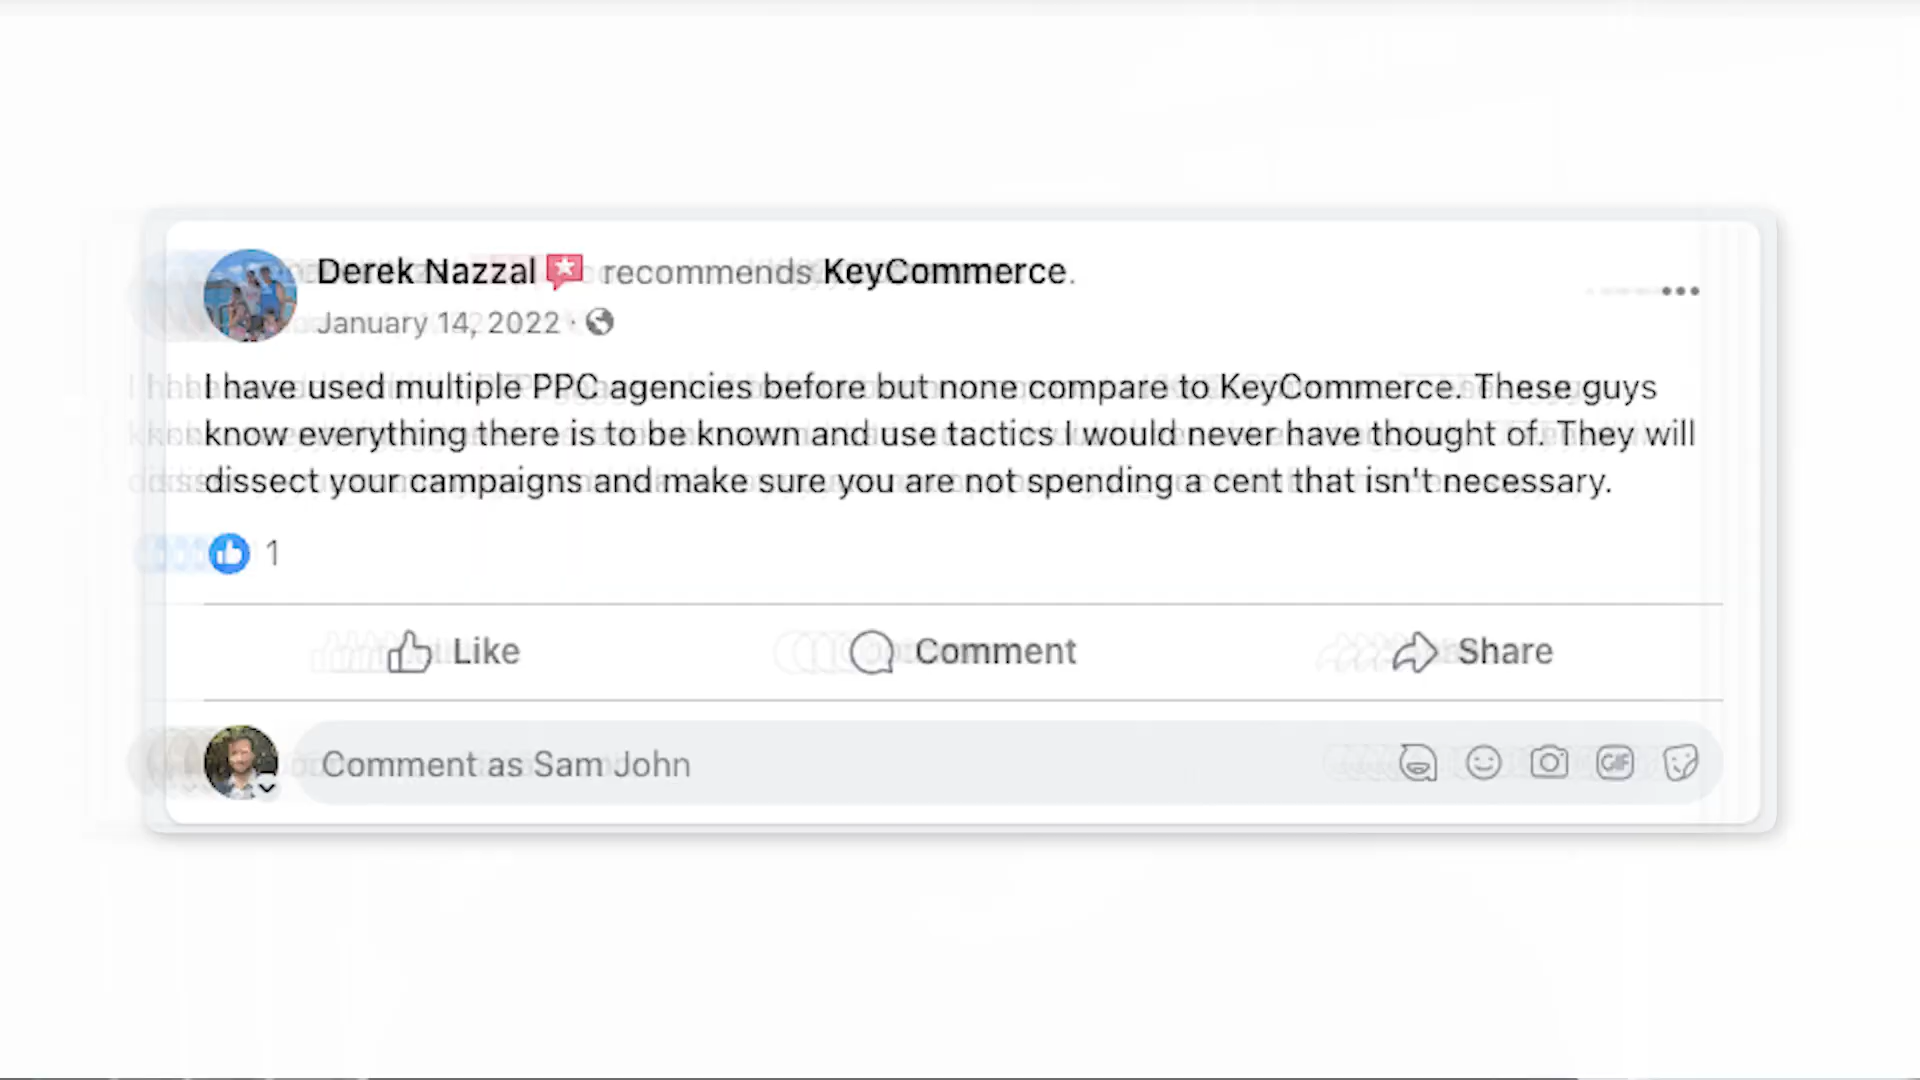 Derek Nazzal recommends KeyCommerce.
January 14, 2022 ·
I have used multiple PPC agencies before but none compare to KeyCommerce. These guys
know everything there is to be known and use tactics I would never have thought of. They will
dissect your campaigns and make sure you are not spending a cent that isn't necessary.
1
Like Comment Share
Comment as Sam John GIF